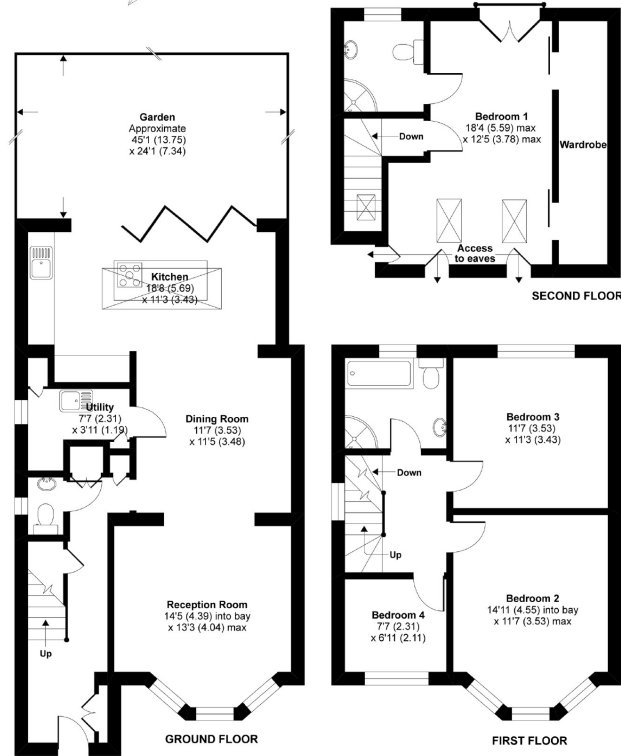 Garden
Approximate
45'1 (13.75)
x 24'1 (7.34)
Kitchen
18'8 (5.69)
x 11'3 (3.43)
Utility
7'7 (2.31)
x 3'11 (1.19)
Dining Room
11'7 (3.53)
x 11'5 (3.48)
Reception Room
14'5 (4.39) into bay
x 13'3 (4.04) max
Up
GROUND FLOOR
Bedroom 1
18'4 (5.59) max
x 12'5 (3.78) max
Down
Wardrobe
Access
to eaves
SECOND FLOOR
Bedroom 3
11'7 (3.53)
x 11'3 (3.43)
Down
Up
Bedroom 2
14'11 (4.55) into bay
x 11'7 (3.53) max
Bedroom 4
7'7 (2.31)
x 6'11 (2.11)
FIRST FLOOR